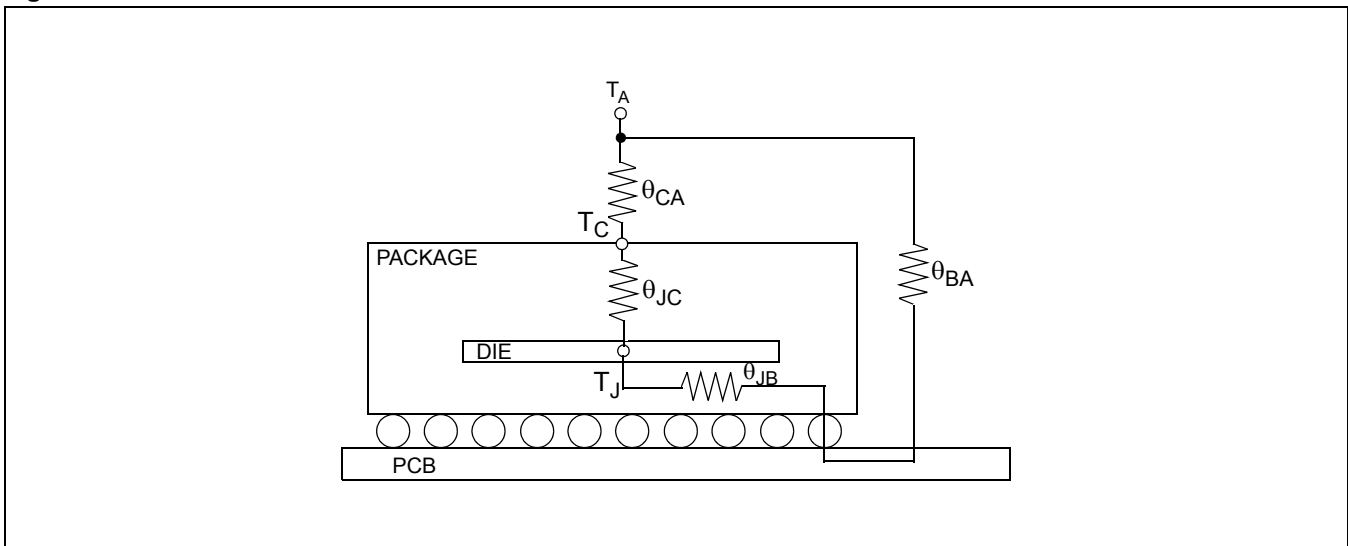 T_A
θ_CA
T_C
PACKAGE
θ_BA
θ_JC
DIE
T_J
θ_JB
PCB